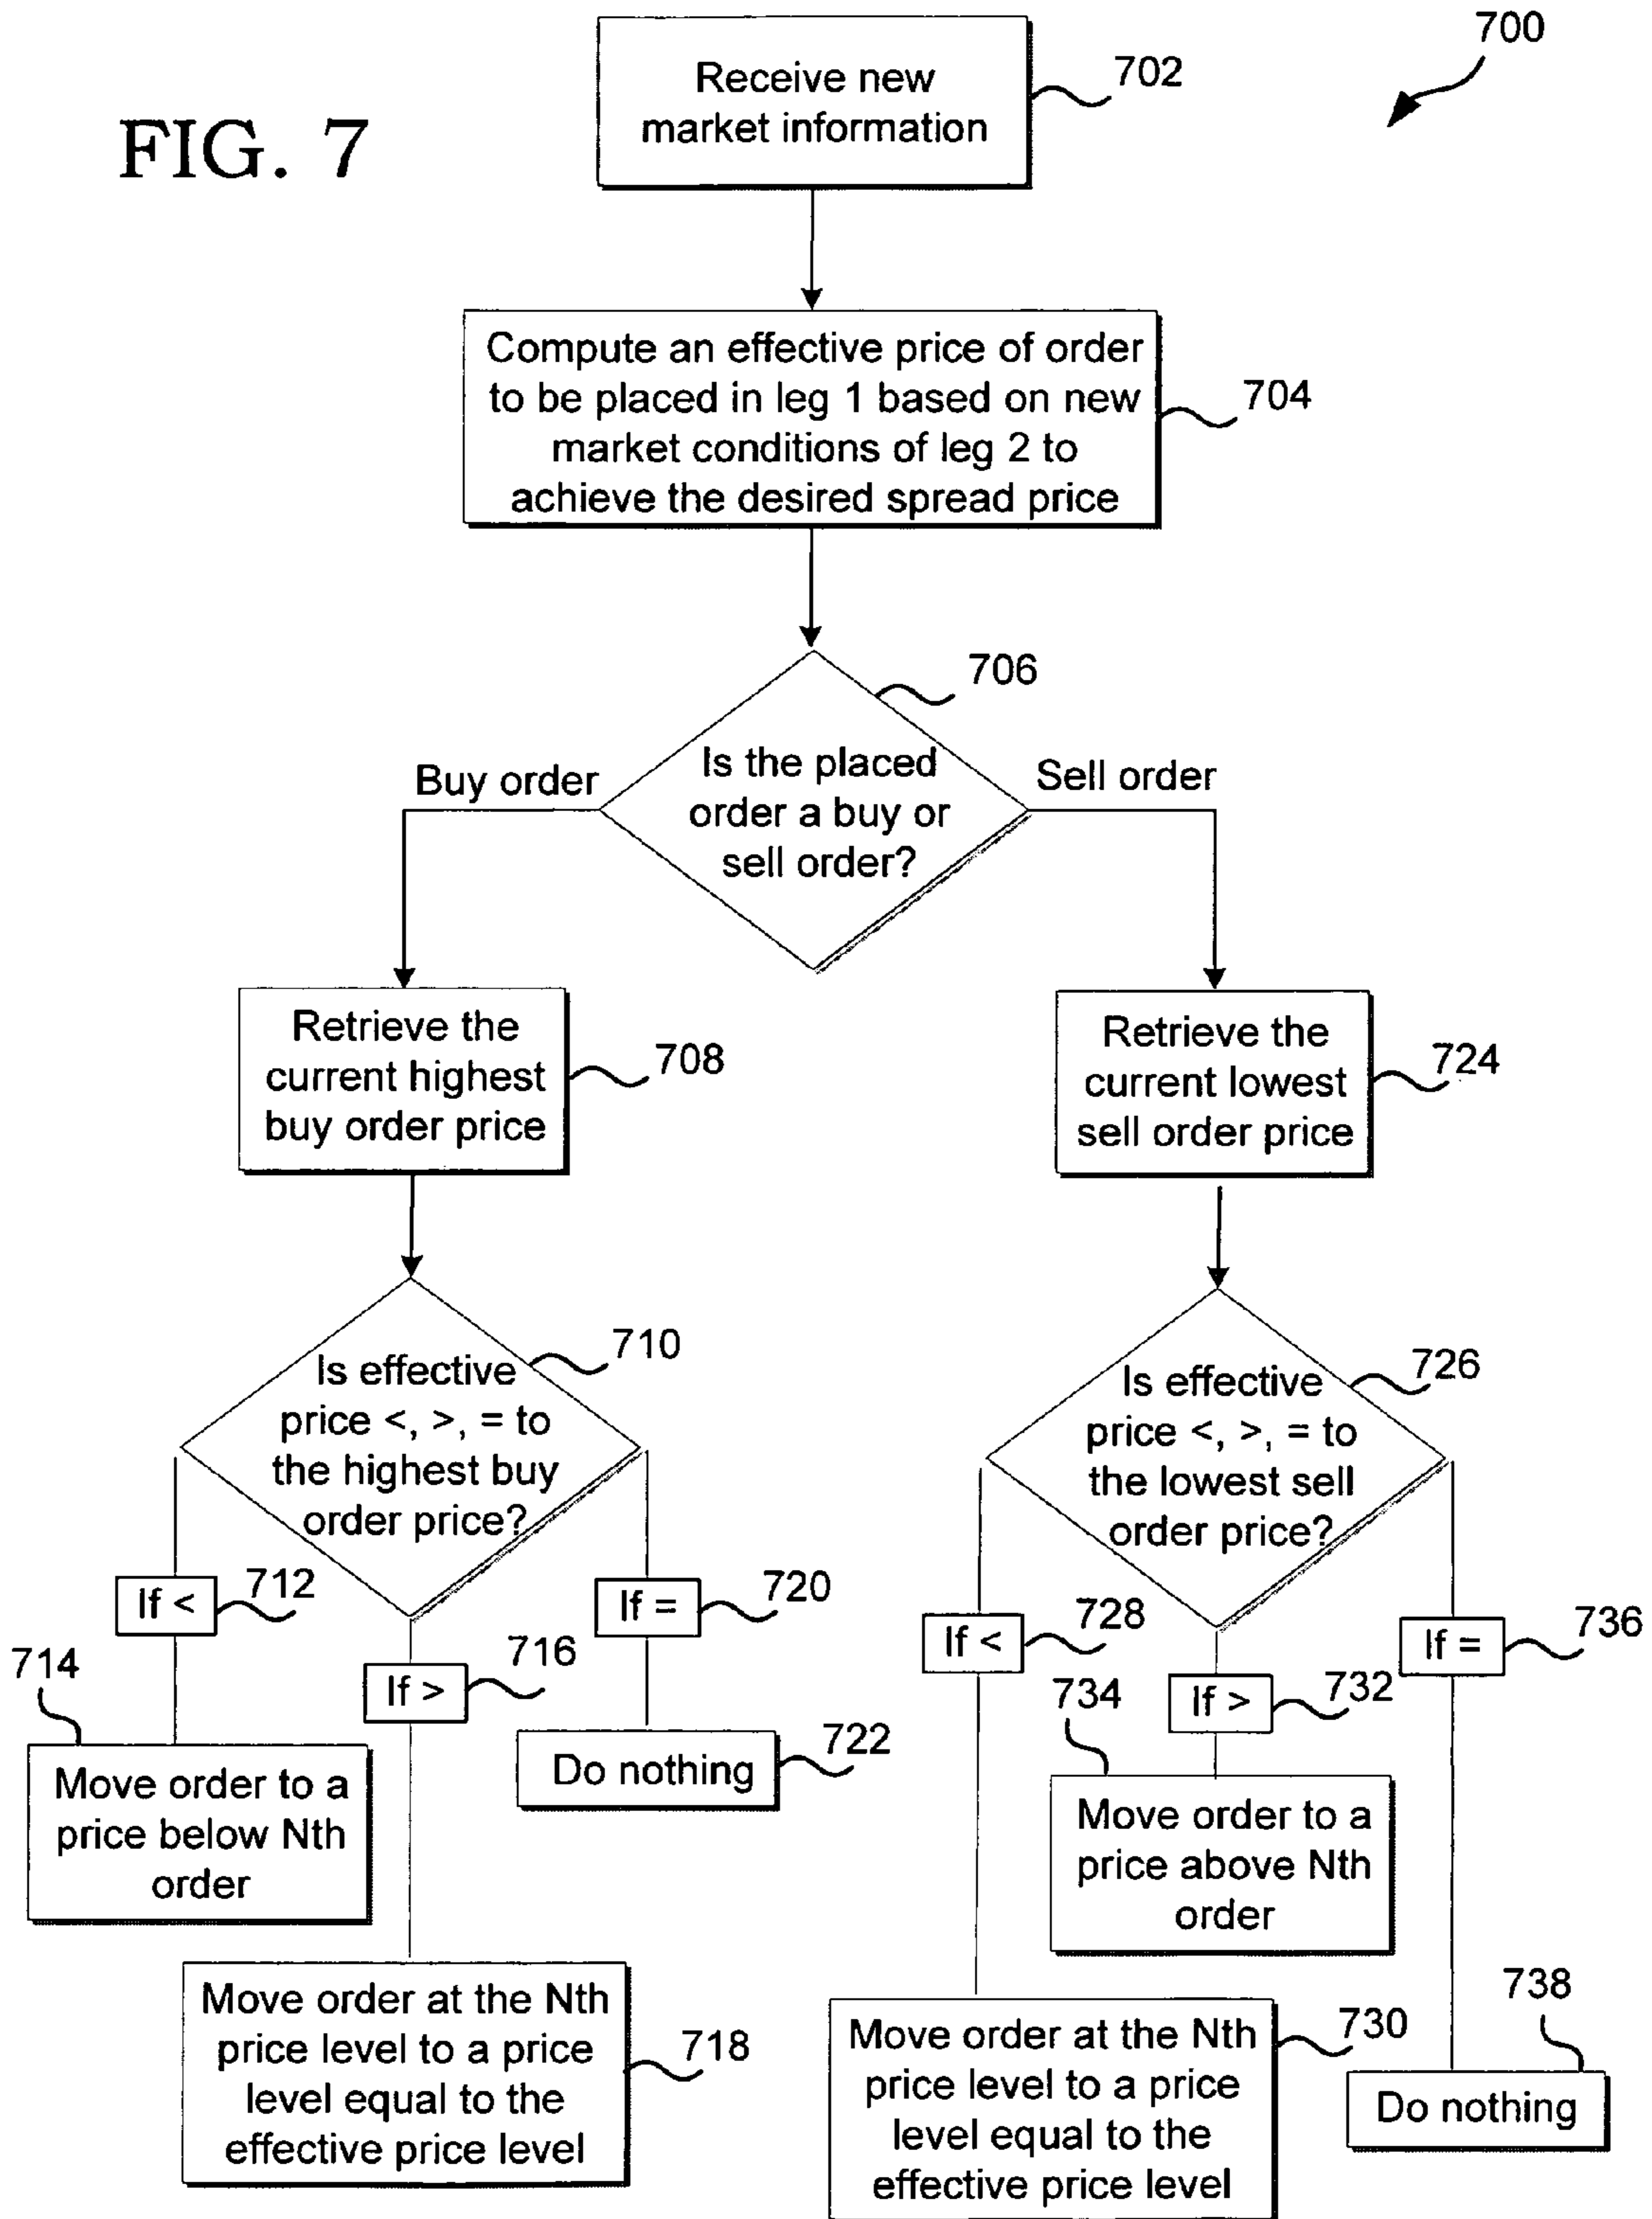 FIG. 7
700
Receive new
market information
702
Compute an effective price of order
to be placed in leg 1 based on new
market conditions of leg 2 to
achieve the desired spread price
704
706
Is the placed
order a buy or
sell order?
Buy order
Sell order
Retrieve the
current highest
buy order price
708
Retrieve the
current lowest
sell order price
724
710
Is effective
price <, >, = to
the highest buy
order price?
726
Is effective
price <, >, = to
the lowest sell
order price?
If <
712
If >
716
If =
720
714
Move order to a
price below Nth
order
Do nothing
722
Move order at the Nth
price level to a price
level equal to the
effective price level
718
If <
728
If >
732
If =
736
734
Move order to a
price above Nth
order
Move order at the Nth
price level to a price
level equal to the
effective price level
730
738
Do nothing